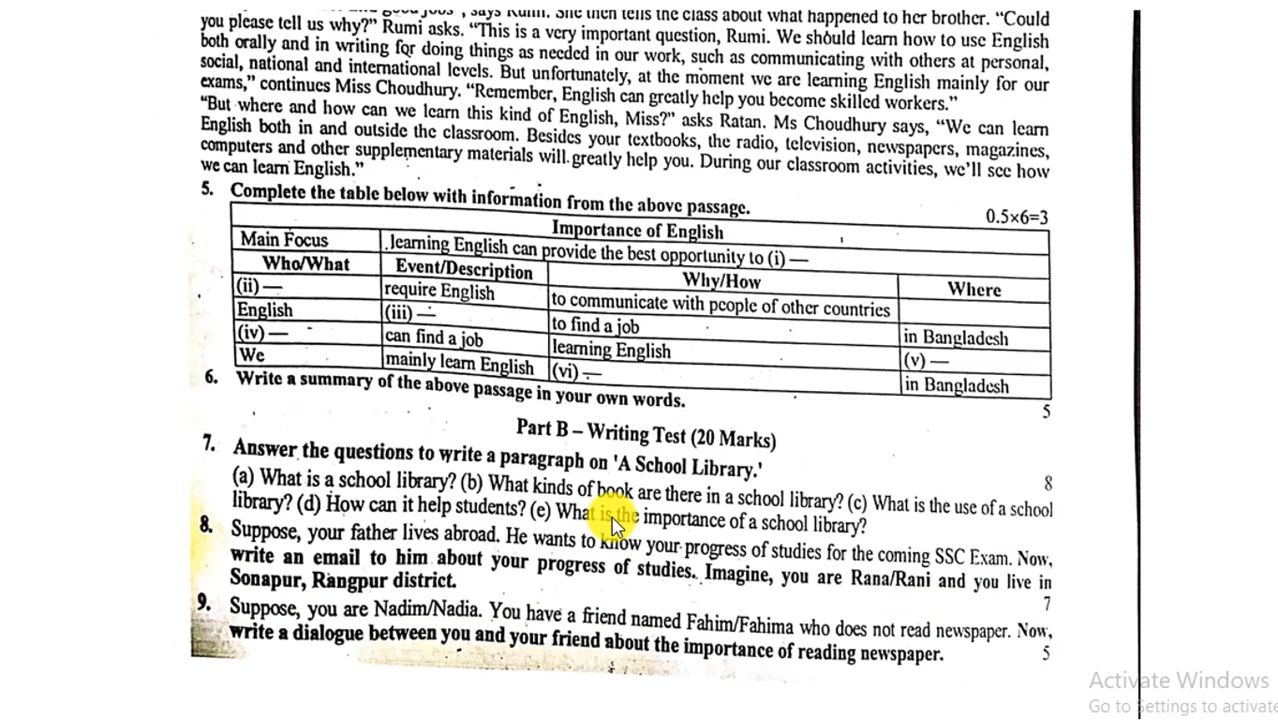 says Rumi. She then tells the class about what happened to her brother. “Could
you please tell us why?” Rumi asks. “This is a very important question, Rumi. We should learn how to use English
both orally and in writing for doing things as needed in our work, such as communicating with others at personal,
social, national and international levels. But unfortunately, at the moment we are learning English mainly for our
exams,” continues Miss Choudhury. “Remember, English can greatly help you become skilled workers.”
“But where and how can we learn this kind of English, Miss?” asks Ratan. Ms Choudhury says, “We can learn
English both in and outside the classroom. Besides your textbooks, the radio, television, newspapers, magazines,
computers and other supplementary materials will greatly help you. During our classroom activities, we’ll see how
we can learn English.”
5. Complete the table below with information from the above passage. 0.5×6=3
Importance of English
Main Focus learning English can provide the best opportunity to (i) —
Who/What Event/Description Why/How Where
(ii) — require English to communicate with people of other countries
English (iii) — to find a job in Bangladesh
(iv) — can find a job learning English (v) —
We mainly learn English (vi) — in Bangladesh
6. Write a summary of the above passage in your own words. 5
Part B – Writing Test (20 Marks)
7. Answer the questions to write a paragraph on 'A School Library.' 8
(a) What is a school library? (b) What kinds of book are there in a school library? (c) What is the use of a school
library? (d) How can it help students? (e) What is the importance of a school library?
8. Suppose, your father lives abroad. He wants to know your progress of studies for the coming SSC Exam. Now,
write an email to him about your progress of studies. Imagine, you are Rana/Rani and you live in
Sonapur, Rangpur district. 7
9. Suppose, you are Nadim/Nadia. You have a friend named Fahim/Fahima who does not read newspaper. Now,
write a dialogue between you and your friend about the importance of reading newspaper. 5
Activate Windows
Go to Settings to activate